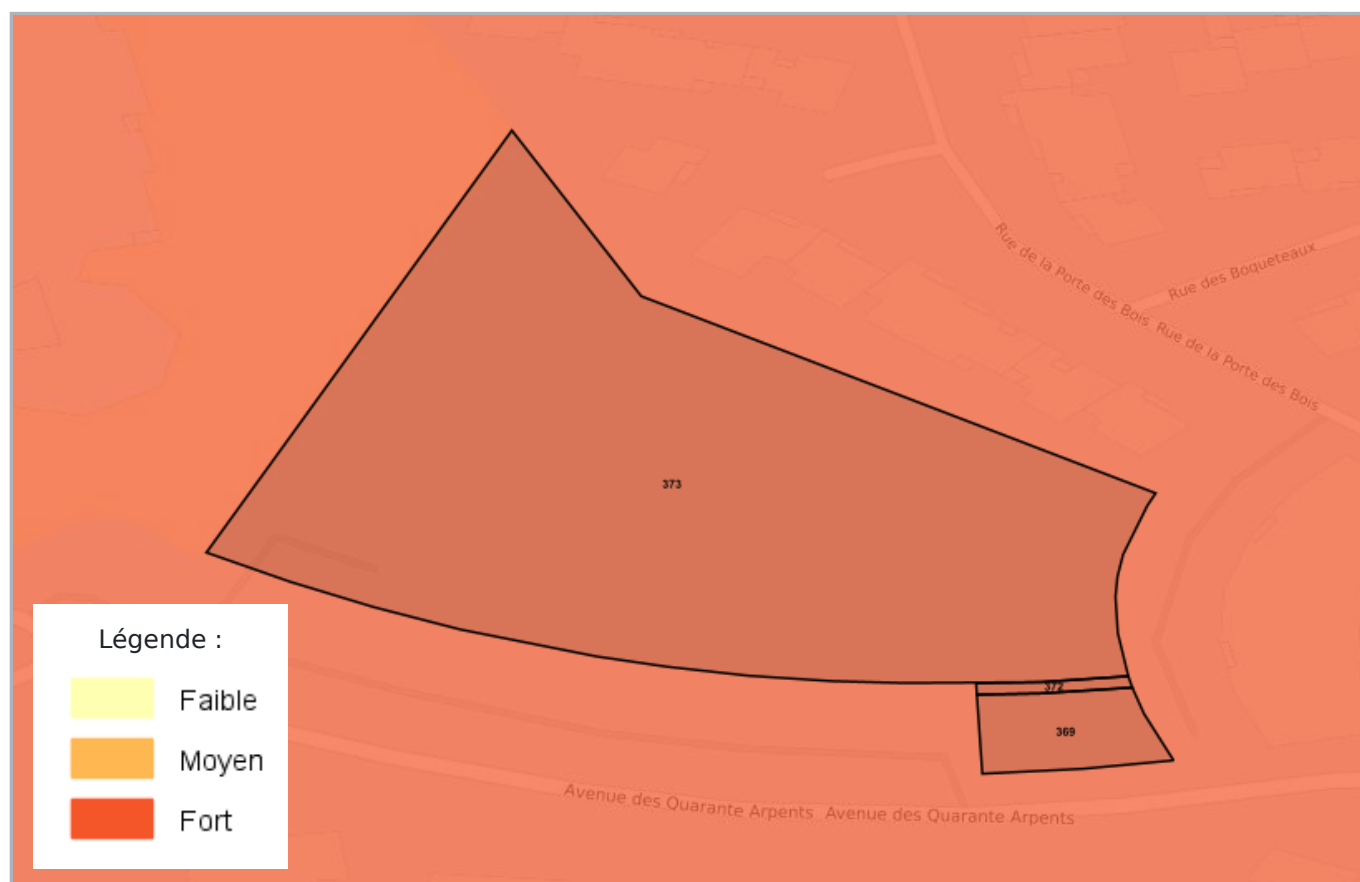 Rue de la Porte des Bois
Rue de la Porte des Bois
Rue des Boqueteaux
373
372
369
Avenue des Quarante Arpents
Avenue des Quarante Arpents
Légende :
Faible
Moyen
Fort